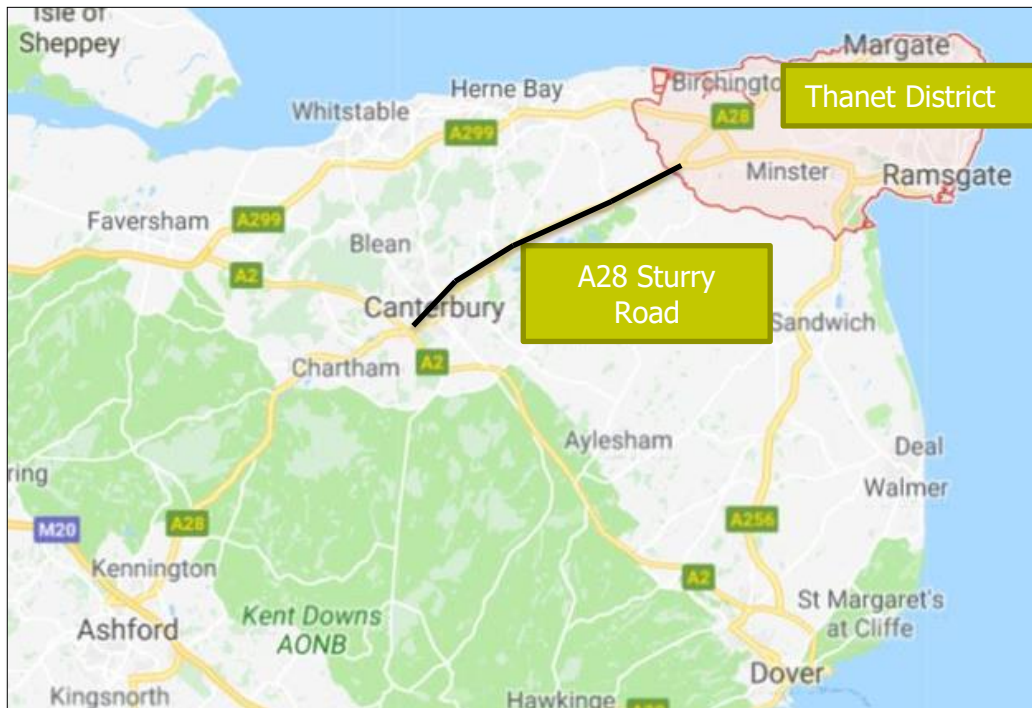 Isle of
Sheppey
Margate
Birchington
Thanet District
Herne Bay
Whitstable
A28
A299
Minster
Ramsgate
Faversham
A299
Blean
A2
A28 Sturry
Road
Canterbury
Sandwich
Chartham
A2
Aylesham
Deal
ring
Walmer
M20
A28
A256
Kennington
A2
St Margaret's
at Cliffe
Kent Downs
AONB
Ashford
Dover
Kingsnorth
Hawkinge